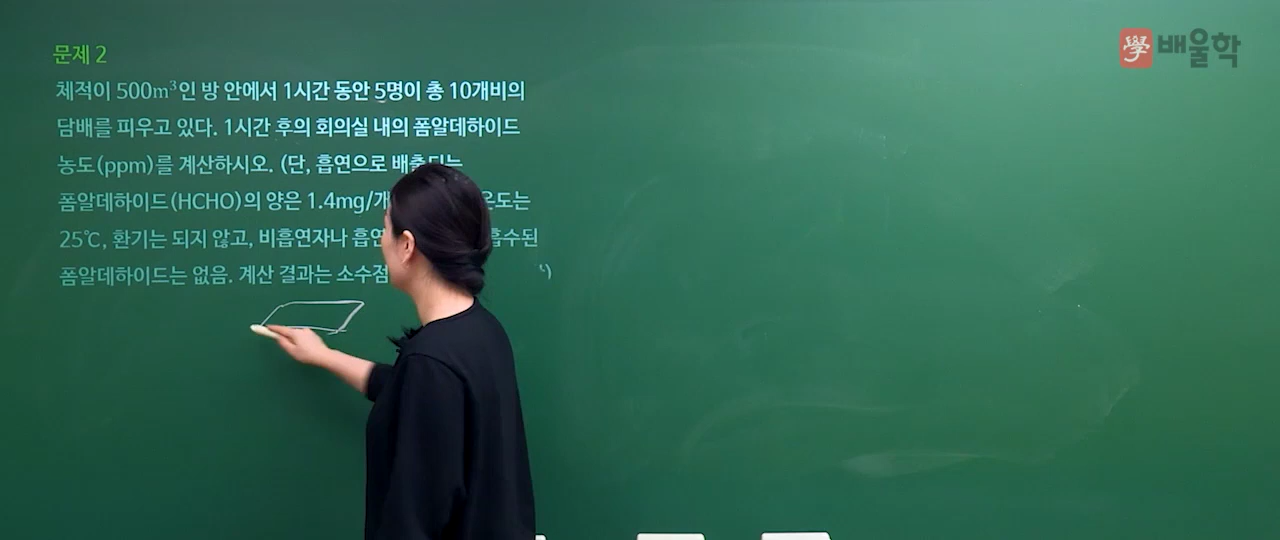 學 배울학
문제 2
체적이 500m³인 방 안에서 1시간 동안 5명이 총 10개비의
담배를 피우고 있다. 1시간 후의 회의실 내의 폼알데하이드
농도(ppm)를 계산하시오. (단, 흡연으로 배출되는
폼알데하이드(HCHO)의 양은 1.4mg/개 온도는
25℃, 환기는 되지 않고, 비흡연자나 흡연 흡수된
폼알데하이드는 없음. 계산 결과는 소수점 )